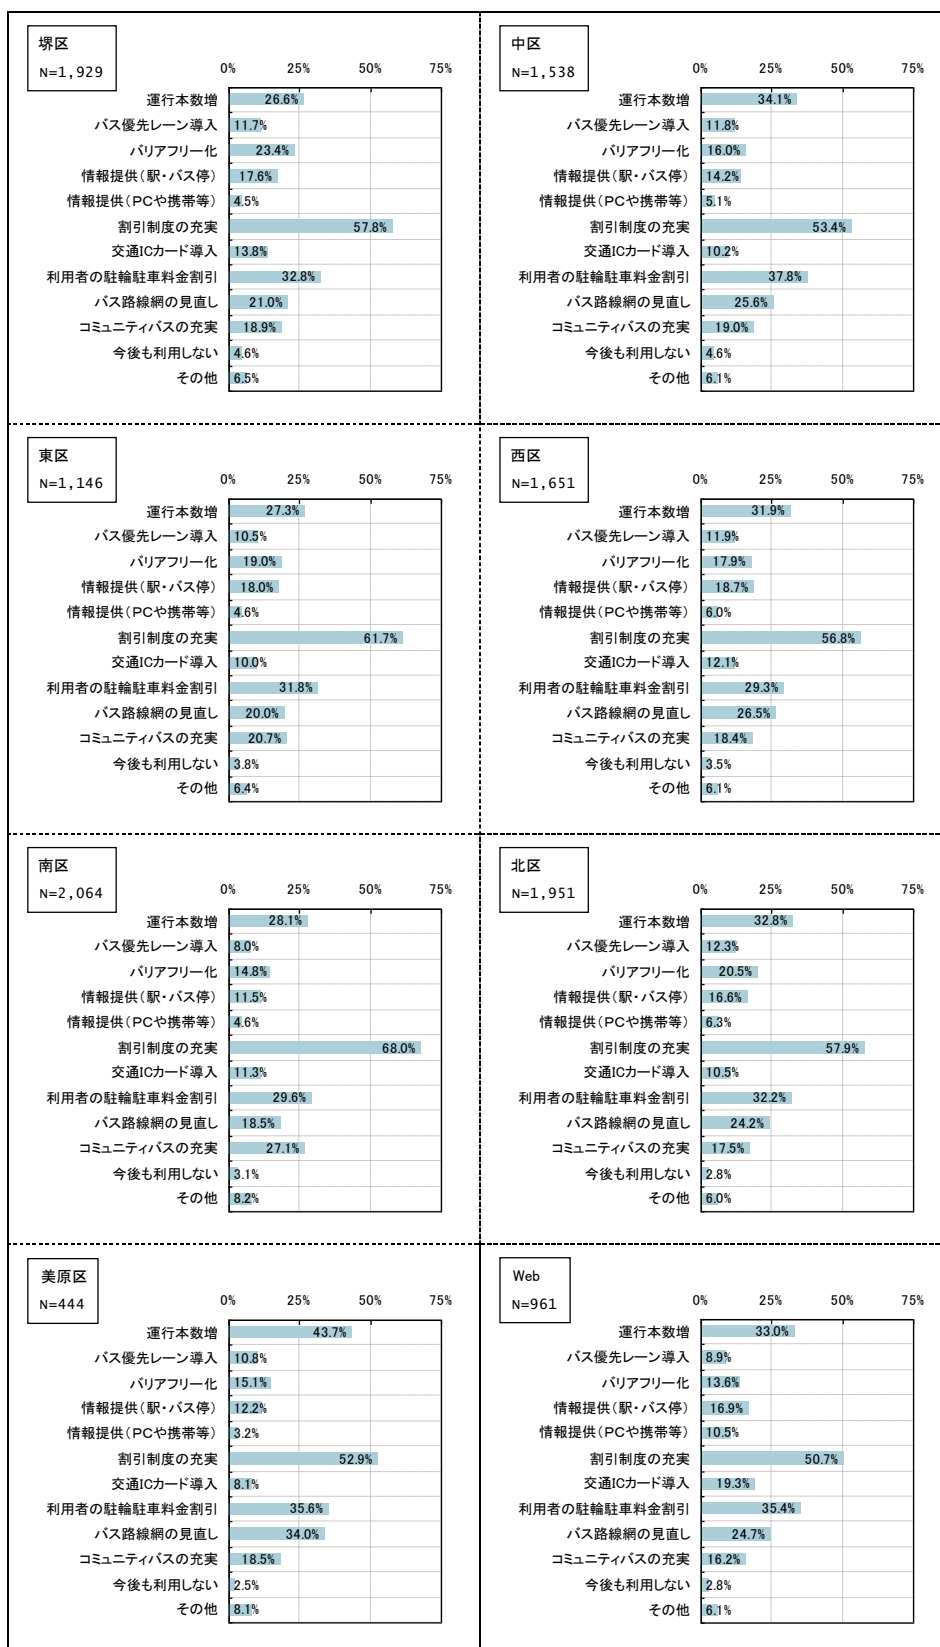 堺区
N=1,929
0% 25% 50% 75%
運行本数増 26.6%
バス優先レーン導入 11.7%
バリアフリー化 23.4%
情報提供(駅・バス停) 17.6%
情報提供(PCや携帯等) 4.5%
割引制度の充実 57.8%
交通ICカード導入 13.8%
利用者の駐輪駐車料金割引 32.8%
バス路線網の見直し 21.0%
コミュニティバスの充実 18.9%
今後も利用しない 4.6%
その他 6.5%
中区
N=1,538
0% 25% 50% 75%
運行本数増 34.1%
バス優先レーン導入 11.8%
バリアフリー化 16.0%
情報提供(駅・バス停) 14.2%
情報提供(PCや携帯等) 5.1%
割引制度の充実 53.4%
交通ICカード導入 10.2%
利用者の駐輪駐車料金割引 37.8%
バス路線網の見直し 25.6%
コミュニティバスの充実 19.0%
今後も利用しない 4.6%
その他 6.1%
東区
N=1,146
0% 25% 50% 75%
運行本数増 27.3%
バス優先レーン導入 10.5%
バリアフリー化 19.0%
情報提供(駅・バス停) 18.0%
情報提供(PCや携帯等) 4.6%
割引制度の充実 61.7%
交通ICカード導入 10.0%
利用者の駐輪駐車料金割引 31.8%
バス路線網の見直し 20.0%
コミュニティバスの充実 20.7%
今後も利用しない 3.8%
その他 6.4%
西区
N=1,651
0% 25% 50% 75%
運行本数増 31.9%
バス優先レーン導入 11.9%
バリアフリー化 17.9%
情報提供(駅・バス停) 18.7%
情報提供(PCや携帯等) 6.0%
割引制度の充実 56.8%
交通ICカード導入 12.1%
利用者の駐輪駐車料金割引 29.3%
バス路線網の見直し 26.5%
コミュニティバスの充実 18.4%
今後も利用しない 3.5%
その他 6.1%
南区
N=2,064
0% 25% 50% 75%
運行本数増 28.1%
バス優先レーン導入 8.0%
バリアフリー化 14.8%
情報提供(駅・バス停) 11.5%
情報提供(PCや携帯等) 4.6%
割引制度の充実 68.0%
交通ICカード導入 11.3%
利用者の駐輪駐車料金割引 29.6%
バス路線網の見直し 18.5%
コミュニティバスの充実 27.1%
今後も利用しない 3.1%
その他 8.2%
北区
N=1,951
0% 25% 50% 75%
運行本数増 32.8%
バス優先レーン導入 12.3%
バリアフリー化 20.5%
情報提供(駅・バス停) 16.6%
情報提供(PCや携帯等) 6.3%
割引制度の充実 57.9%
交通ICカード導入 10.5%
利用者の駐輪駐車料金割引 32.2%
バス路線網の見直し 24.2%
コミュニティバスの充実 17.5%
今後も利用しない 2.8%
その他 6.0%
美原区
N=444
0% 25% 50% 75%
運行本数増 43.7%
バス優先レーン導入 10.8%
バリアフリー化 15.1%
情報提供(駅・バス停) 12.2%
情報提供(PCや携帯等) 3.2%
割引制度の充実 52.9%
交通ICカード導入 8.1%
利用者の駐輪駐車料金割引 35.6%
バス路線網の見直し 34.0%
コミュニティバスの充実 18.5%
今後も利用しない 2.5%
その他 8.1%
Web
N=961
0% 25% 50% 75%
運行本数増 33.0%
バス優先レーン導入 8.9%
バリアフリー化 13.6%
情報提供(駅・バス停) 16.9%
情報提供(PCや携帯等) 10.5%
割引制度の充実 50.7%
交通ICカード導入 19.3%
利用者の駐輪駐車料金割引 35.4%
バス路線網の見直し 24.7%
コミュニティバスの充実 16.2%
今後も利用しない 2.8%
その他 6.1%